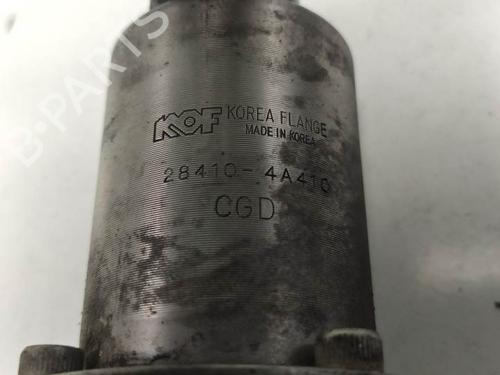 B-PARTS
KOF KOREA FLANGE
MADE IN KOREA
28410-4A410
CGD